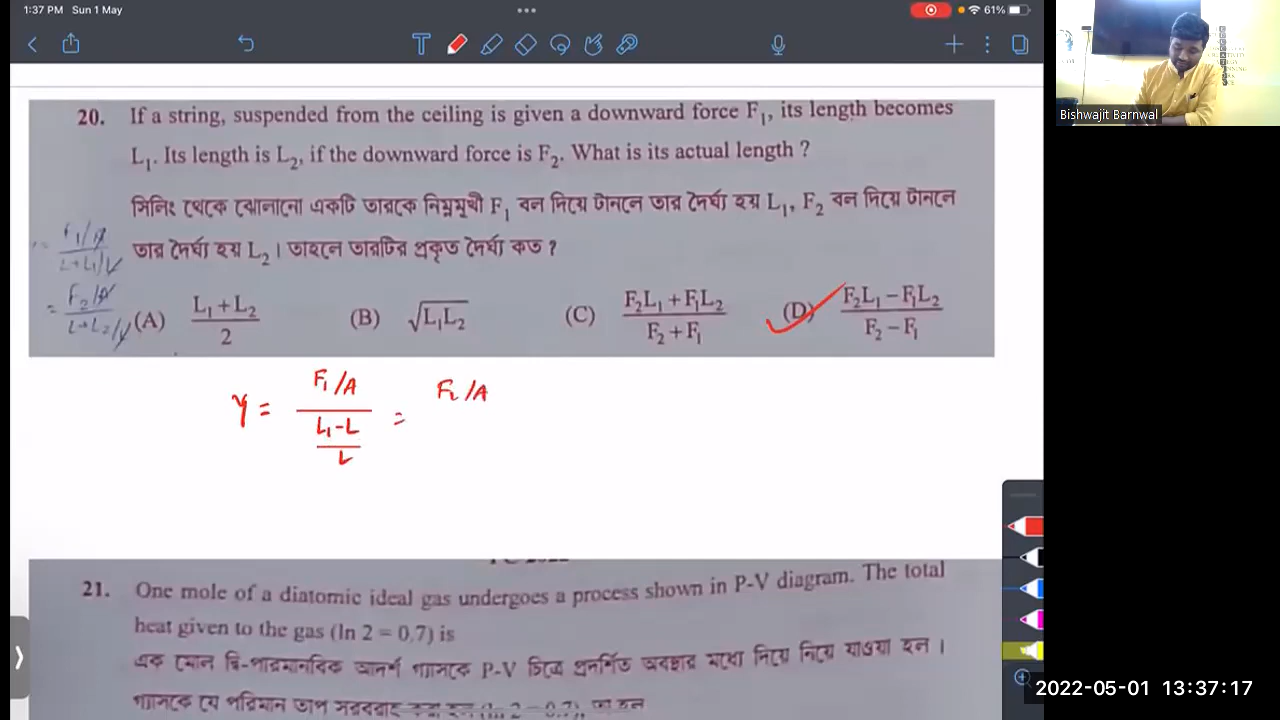 1:37 PM Sun 1 May
61%
Bishwajit Barnwal
20. If a string, suspended from the ceiling is given a downward force F₁, its length becomes
L₁. Its length is L₂, if the downward force is F₂. What is its actual length ?
সিলিং থেকে ঝোলানো একটি তারকে নিম্নমুখী F₁ বল দিয়ে টানলে তার দৈর্ঘ্য হয় L₁, F₂ বল দিয়ে টানলে
তার দৈর্ঘ্য হয় L₂ । তাহলে তারটির প্রকৃত দৈর্ঘ্য কত ?
(A) (L₁ + L₂)/2 (B) √(L₁L₂) (C) (F₂L₁ + F₁L₂)/(F₂ + F₁) (D) (F₂L₁ − F₁L₂)/(F₂ − F₁)
Y = (F₁/A)/((L₁-L)/L) = F₂/A
21. One mole of a diatomic ideal gas undergoes a process shown in P-V diagram. The total
heat given to the gas (ln 2 = 0.7) is
এক মোল দ্বি-পারমানবিক আদর্শ গ্যাসকে P-V চিত্রে প্রদর্শিত অবস্থার মধ্যে দিয়ে নিয়ে যাওয়া হল ।
গ্যাসকে যে পরিমান তাপ সরবরাহ
2022-05-01 13:37:17